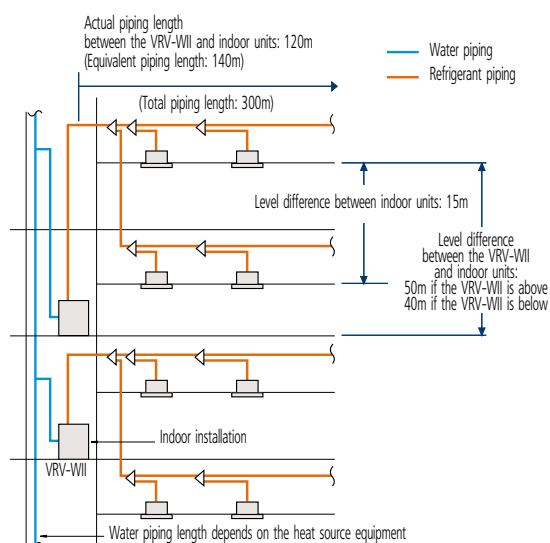 Actual piping length
between the VRV-WII and indoor units: 120m
(Equivalent piping length: 140m)
Water piping
Refrigerant piping
(Total piping length: 300m)
Level difference between indoor units: 15m
Level difference
between the VRV-WII
and indoor units:
50m if the VRV-WII is above
40m if the VRV-WII is below
Indoor installation
VRV-WII
Water piping length depends on the heat source equipment